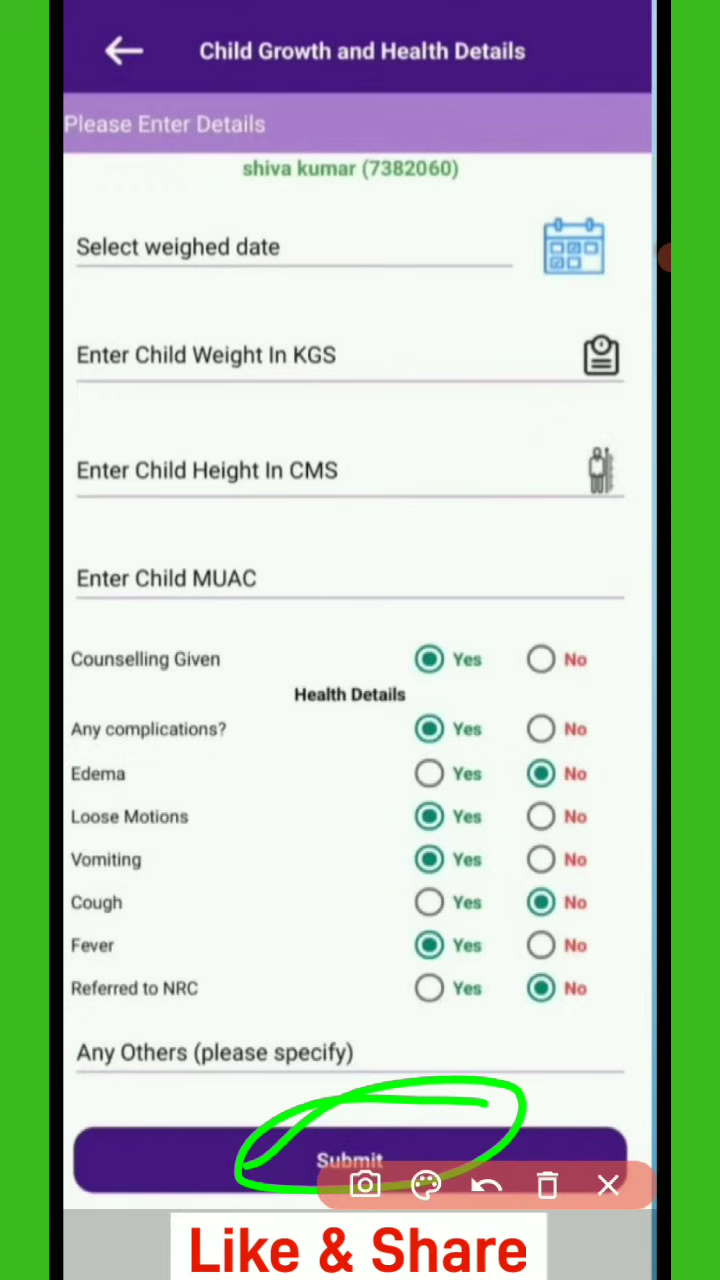 Child Growth and Health Details
Please Enter Details
shiva kumar (7382060)
Select weighed date
Enter Child Weight In KGS
Enter Child Height In CMS
Enter Child MUAC
Counselling Given Yes No
Health Details
Any complications? Yes No
Edema Yes No
Loose Motions Yes No
Vomiting Yes No
Cough Yes No
Fever Yes No
Referred to NRC Yes No
Any Others (please specify)
Submit
Like & Share